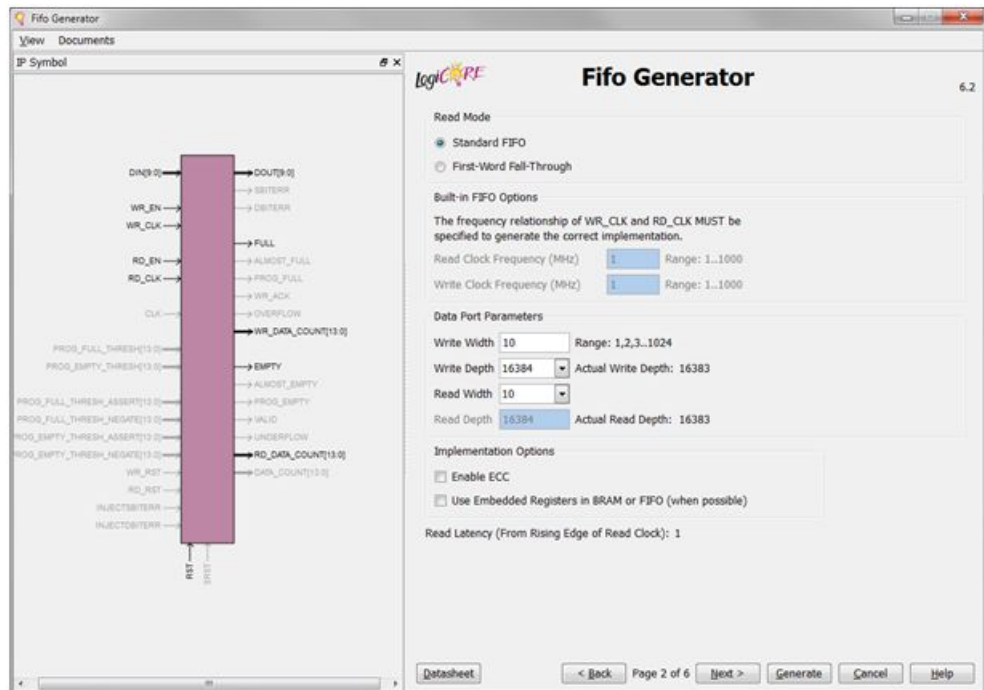 Fifo Generator
View Documents
IP Symbol
DIN[9:0]
WR_EN
WR_CLK
RD_EN
RD_CLK
CLK
PROG_FULL_THRESH[13:0]
PROG_EMPTY_THRESH[13:0]
PROG_FULL_THRESH_ASSERT[13:0]
PROG_FULL_THRESH_NEGATE[13:0]
PROG_EMPTY_THRESH_ASSERT[13:0]
PROG_EMPTY_THRESH_NEGATE[13:0]
WR_RST
RD_RST
INJECTSBITERR
INJECTDBITERR
DOUT[9:0]
SBITERR
DBITERR
FULL
ALMOST_FULL
PROG_FULL
WR_ACK
OVERFLOW
WR_DATA_COUNT[13:0]
EMPTY
ALMOST_EMPTY
PROG_EMPTY
VALID
UNDERFLOW
RD_DATA_COUNT[13:0]
DATA_COUNT[13:0]
RST
SRST
LogiCORE
Fifo Generator
6.2
Read Mode
Standard FIFO
First-Word Fall-Through
Built-in FIFO Options
The frequency relationship of WR_CLK and RD_CLK MUST be
specified to generate the correct implementation.
Read Clock Frequency (MHz) 1 Range: 1..1000
Write Clock Frequency (MHz) 1 Range: 1..1000
Data Port Parameters
Write Width 10 Range: 1,2,3..1024
Write Depth 16384 Actual Write Depth: 16383
Read Width 10
Read Depth 16384 Actual Read Depth: 16383
Implementation Options
Enable ECC
Use Embedded Registers in BRAM or FIFO (when possible)
Read Latency (From Rising Edge of Read Clock): 1
Datasheet < Back Page 2 of 6 Next > Generate Cancel Help